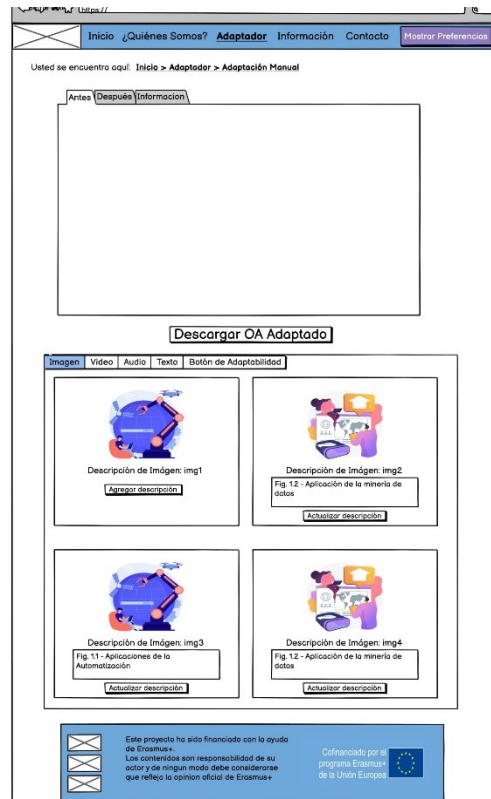 https://
Inicio ¿Quiénes Somos? Adaptador Información Contacto Mostrar Preferencias
Usted se encuentra aquí: Inicio > Adaptador > Adaptación Manual
Antes Después Informacion
Descargar OA Adaptado
Imagen Video Audio Texto Botón de Adaptabilidad
Descripción de Imágen: img1
Agregar descripción
Descripción de Imágen: img2
Fig. 1.2 - Aplicación de la minería de
datos
Actualizar descripción
Descripción de Imágen: img3
Fig. 1.1 - Aplicaciones de la
Automatización
Actualizar descripción
Descripción de Imágen: img4
Fig. 1.2 - Aplicación de la minería de
datos
Actualizar descripción
Este proyecto ha sido financiado con la ayuda
de Erasmus+.
Los contenidos son responsabilidad de su
actor y de ningun modo debe considerarse
que refleja la opinion oficial de Erasmus+
Cofinanciado por el
programa Erasmus+
de la Unión Europea